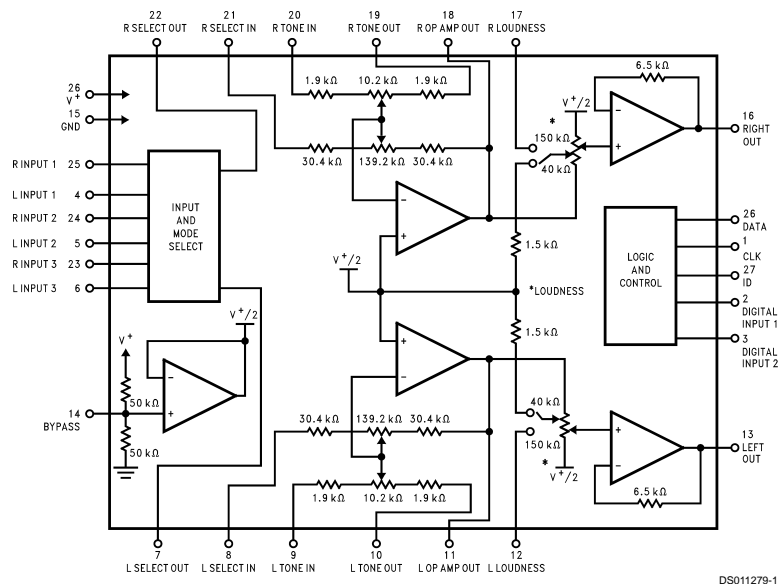 22
R SELECT OUT
21
R SELECT IN
20
R TONE IN
19
R TONE OUT
18
R OP AMP OUT
17
R LOUDNESS
1.9 kΩ
10.2 kΩ
1.9 kΩ
6.5 kΩ
26
V+
15
GND
V+/2
*
150 kΩ
40 kΩ
16
RIGHT
OUT
30.4 kΩ
139.2 kΩ
30.4 kΩ
R INPUT 1 25
L INPUT 1 4
R INPUT 2 24
L INPUT 2 5
R INPUT 3 23
L INPUT 3 6
INPUT
AND
MODE
SELECT
−
+
−
+
1.5 kΩ
V+/2
*LOUDNESS
1.5 kΩ
LOGIC
AND
CONTROL
26
DATA
1
CLK
27
ID
2
DIGITAL
INPUT 1
3
DIGITAL
INPUT 2
V+/2
V+
50 kΩ
−
+
14
BYPASS
50 kΩ
+
−
30.4 kΩ
139.2 kΩ
30.4 kΩ
40 kΩ
150 kΩ
*
V+/2
+
−
13
LEFT
OUT
6.5 kΩ
1.9 kΩ
10.2 kΩ
1.9 kΩ
7
L SELECT OUT
8
L SELECT IN
9
L TONE IN
10
L TONE OUT
11
L OP AMP OUT
12
L LOUDNESS
DS011279-1